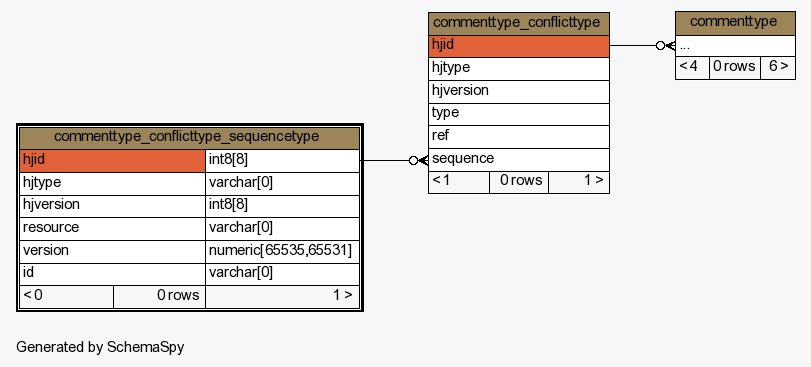 commenttype_conflicttype
hjid
hjtype
hjversion
type
ref
sequence
< 1 0 rows 1 >
commenttype
...
< 4 0 rows 6 >
commenttype_conflicttype_sequencetype
hjid int8[8]
hjtype varchar[0]
hjversion int8[8]
resource varchar[0]
version numeric[65535,65531]
id varchar[0]
< 0 0 rows 1 >
Generated by SchemaSpy